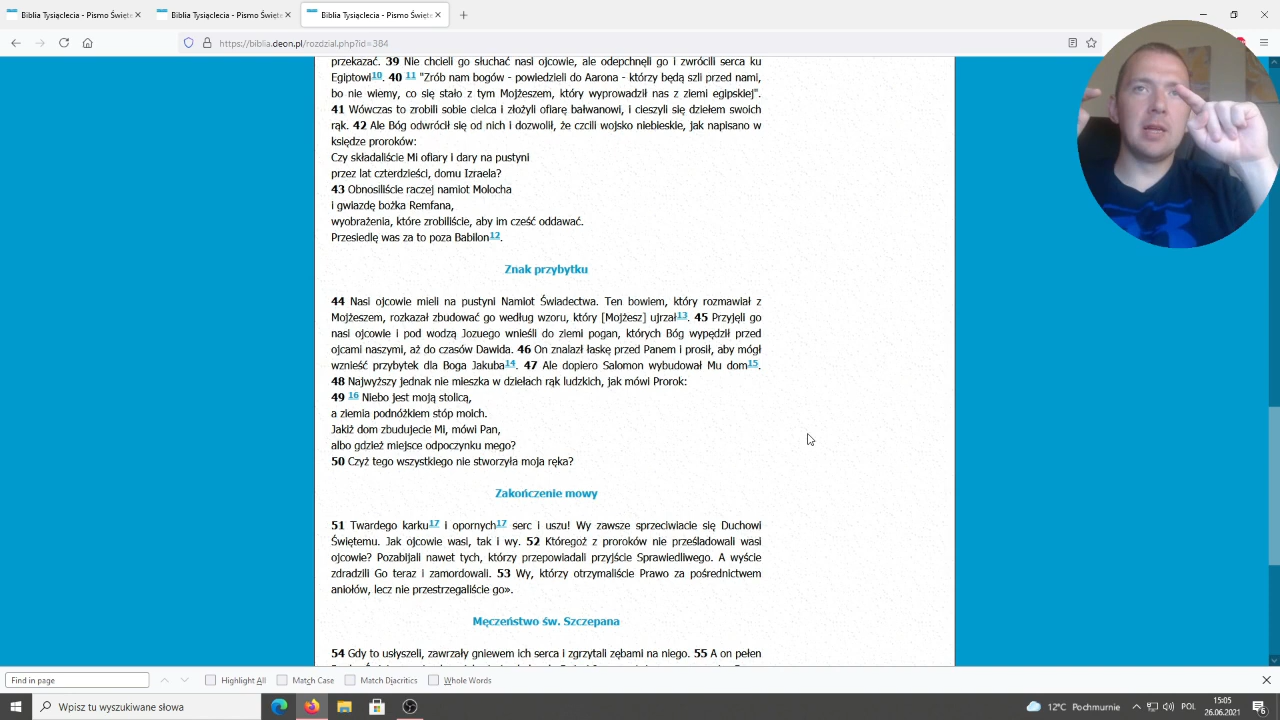 Biblia Tysiąclecia - Pismo Święte
Biblia Tysiąclecia - Pismo Święte
Biblia Tysiąclecia - Pismo Święte
https://biblia.deon.pl/rozdzial.php?id=384
przekazać. 39 Nie chcieli go słuchać nasi ojcowie, ale odepchnęli go i zwrócili serca ku
Egiptowi10. 40 11 "Zrób nam bogów - powiedzieli do Aarona - którzy będą szli przed nami,
bo nie wiemy, co się stało z tym Mojżeszem, który wyprowadził nas z ziemi egipskiej".
41 Wówczas to zrobili sobie cielca i złożyli ofiarę bałwanowi, i cieszyli się dziełem swoich
rąk. 42 Ale Bóg odwrócił się od nich i dozwolił, że czcili wojsko niebieskie, jak napisano w
księdze proroków:
Czy składaliście Mi ofiary i dary na pustyni
przez lat czterdzieści, domu Izraela?
43 Obnosiliście raczej namiot Molocha
i gwiazdę bożka Remfana,
wyobrażenia, które zrobiliście, aby im cześć oddawać.
Przesiedlę was za to poza Babilon12.
Znak przybytku
44 Nasi ojcowie mieli na pustyni Namiot Świadectwa. Ten bowiem, który rozmawiał z
Mojżeszem, rozkazał zbudować go według wzoru, który [Mojżesz] ujrzał13. 45 Przyjęli go
nasi ojcowie i pod wodzą Jozuego wnieśli do ziemi pogan, których Bóg wypędził przed
ojcami naszymi, aż do czasów Dawida. 46 On znalazł łaskę przed Panem i prosił, aby mógł
wznieść przybytek dla Boga Jakuba14. 47 Ale dopiero Salomon wybudował Mu dom15.
48 Najwyższy jednak nie mieszka w dziełach rąk ludzkich, jak mówi Prorok:
49 16 Niebo jest moją stolicą,
a ziemia podnóżkiem stóp moich.
Jakiż dom zbudujecie Mi, mówi Pan,
albo gdzież miejsce odpoczynku mego?
50 Czyż tego wszystkiego nie stworzyła moja ręka?
Zakończenie mowy
51 Twardego karku17 i opornych17 serc i uszu! Wy zawsze sprzeciwiacie się Duchowi
Świętemu. Jak ojcowie wasi, tak i wy. 52 Któregoż z proroków nie prześladowali wasi
ojcowie? Pozabijali nawet tych, którzy przepowiadali przyjście Sprawiedliwego. A wyście
zdradzili Go teraz i zamordowali. 53 Wy, którzy otrzymaliście Prawo za pośrednictwem
aniołów, lecz nie przestrzegaliście go».
Męczeństwo św. Szczepana
54 Gdy to usłyszeli, zawrzały gniewem ich serca i zgrzytali zębami na niego. 55 A on pełen
Find in page
Highlight All
Match Case
Match Diacritics
Whole Words
Wpisz tu wyszukiwane słowa
12°C Pochmurnie
POL
15:05
26.06.2021
6